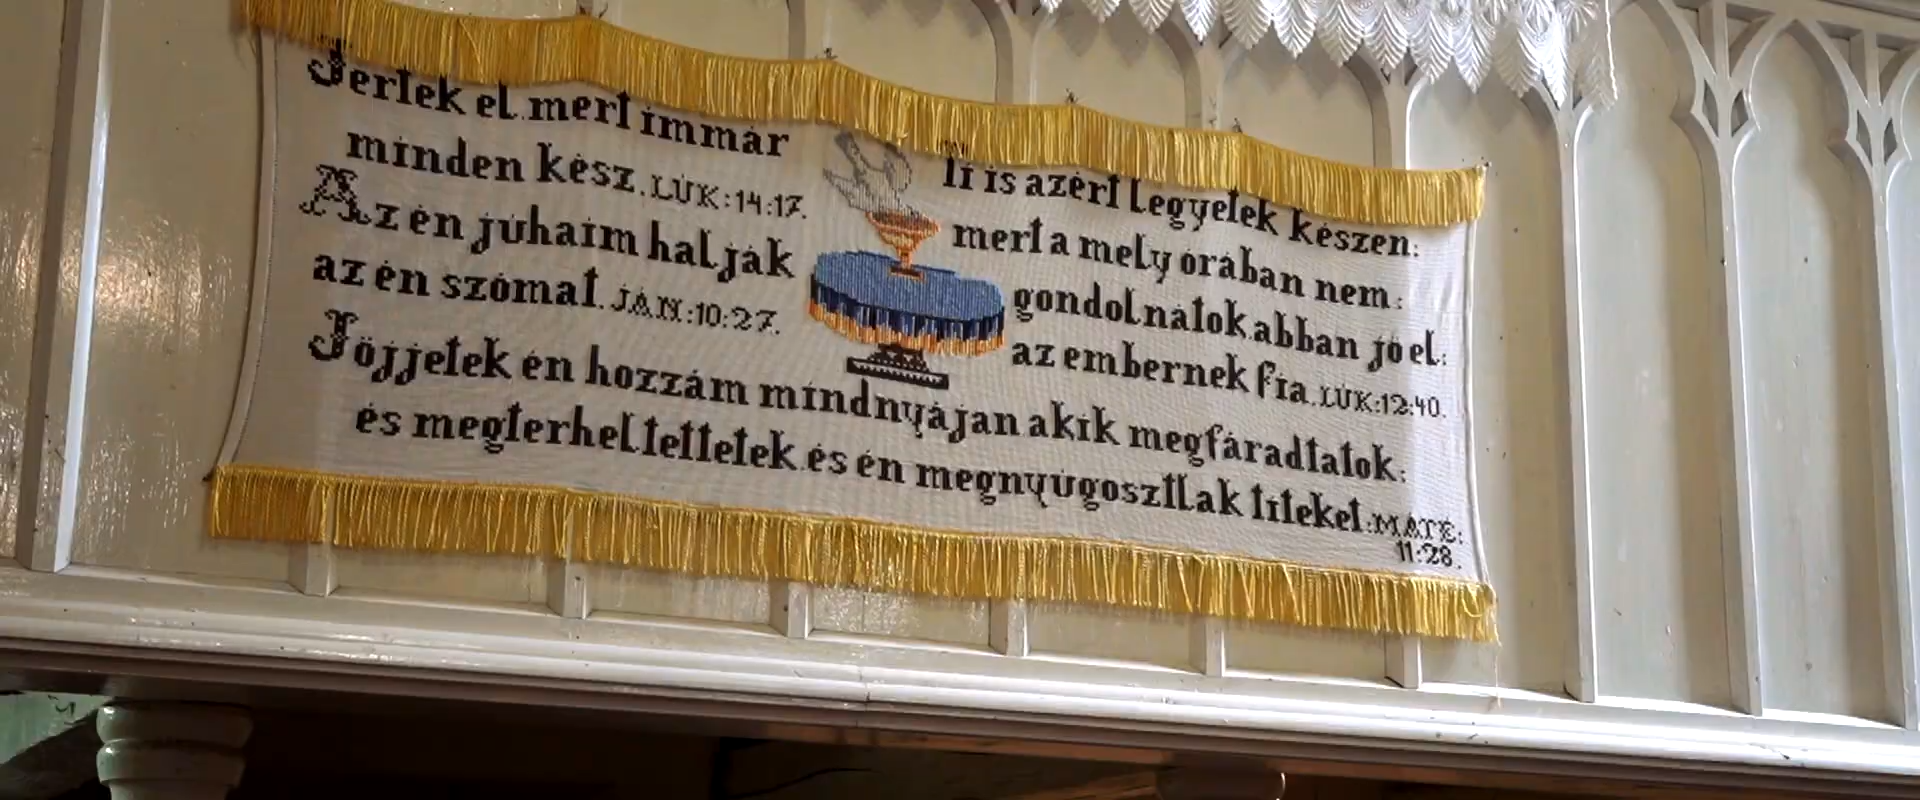 Jertek el mert immár
minden kész. LUK:14:17.
Az én juhaim halják
az én szómat. JÁN:10:27.
Ti is azért legyetek készen:
mert a mely órában nem:
gondolnátok abban jő el:
az embernek fia. LUK:12:40.
Jöjjetek én hozzám mindnyájan akik megfáradtatok:
és megterheltettetek és én megnyugosztlak titeket:MÁTÉ:
11:28.